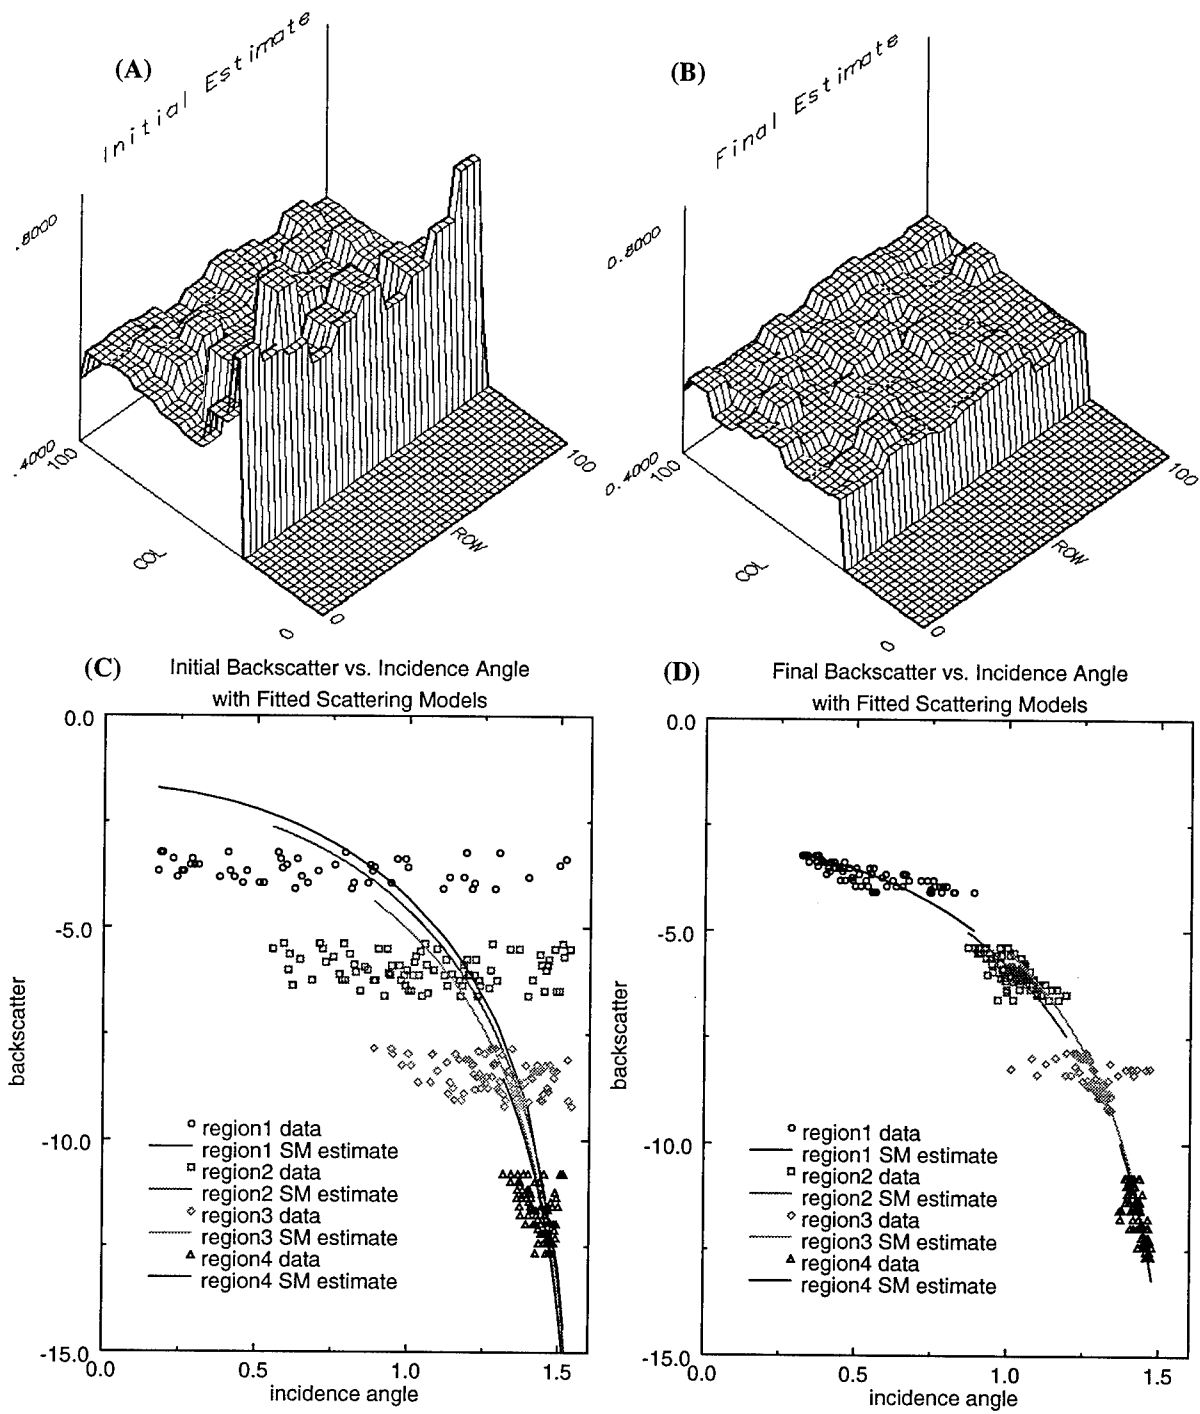 (A)
Initial Estimate
.8000
.4000
100
COL
0
0
ROW
100
(B)
Final Estimate
0.8000
0.4000
100
COL
0
0
ROW
100
(C)
Initial Backscatter vs. Incidence Angle
with Fitted Scattering Models
0.0
-5.0
-10.0
-15.0
backscatter
region1 data
region1 SM estimate
region2 data
region2 SM estimate
region3 data
region3 SM estimate
region4 data
region4 SM estimate
0.0
0.5
1.0
1.5
incidence angle
(D)
Final Backscatter vs. Incidence Angle
with Fitted Scattering Models
0.0
-5.0
-10.0
-15.0
backscatter
region1 data
region1 SM estimate
region2 data
region2 SM estimate
region3 data
region3 SM estimate
region4 data
region4 SM estimate
0.0
0.5
1.0
1.5
incidence angle